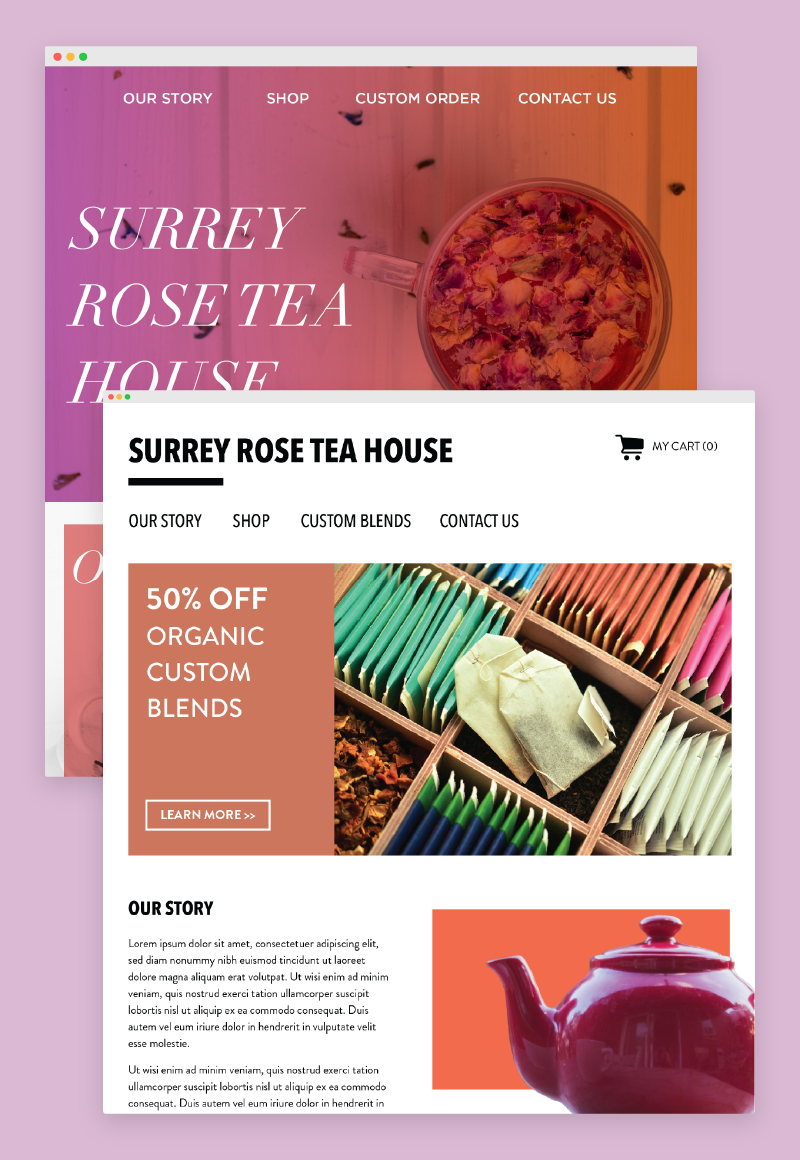 OUR STORY SHOP CUSTOM ORDER CONTACT US
SURREY
ROSE TEA
HOUSE
O
SURREY ROSE TEA HOUSE
MY CART (0)
OUR STORY SHOP CUSTOM BLENDS CONTACT US
50% OFF
ORGANIC
CUSTOM
BLENDS
LEARN MORE >>
OUR STORY
Lorem ipsum dolor sit amet, consectetuer adipiscing elit,
sed diam nonummy nibh euismod tincidunt ut laoreet
dolore magna aliquam erat volutpat. Ut wisi enim ad minim
veniam, quis nostrud exerci tation ullamcorper suscipit
lobortis nisl ut aliquip ex ea commodo consequat. Duis
autem vel eum iriure dolor in hendrerit in vulputate velit
esse molestie.
Ut wisi enim ad minim veniam, quis nostrud exerci tation
ullamcorper suscipit lobortis nisl ut aliquip ex ea commodo
consequat. Duis autem vel eum iriure dolor in hendrerit in